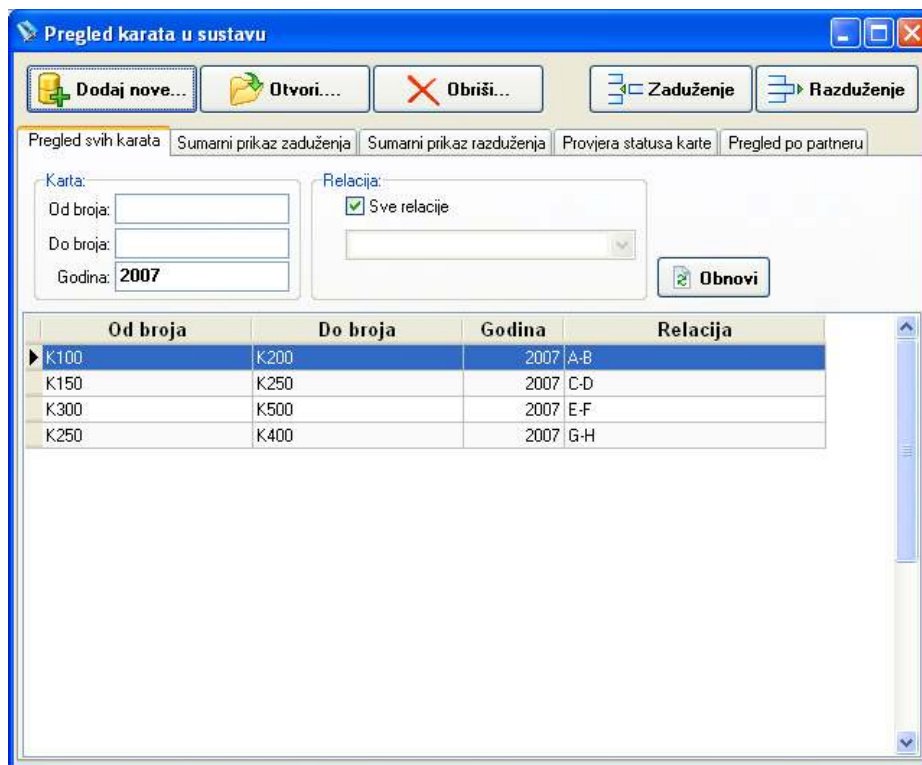 Pregled karata u sustavu
Dodaj nove... Otvori.... Obriši... Zaduženje Razduženje
Pregled svih karata Sumarni prikaz zaduženja Sumarni prikaz razduženja Provjera statusa karte Pregled po partneru
Karta: Relacija:
Od broja: Sve relacije
Do broja:
Godina: 2007 Obnovi
Od broja Do broja Godina Relacija
K100 K200 2007 A-B
K150 K250 2007 C-D
K300 K500 2007 E-F
K250 K400 2007 G-H